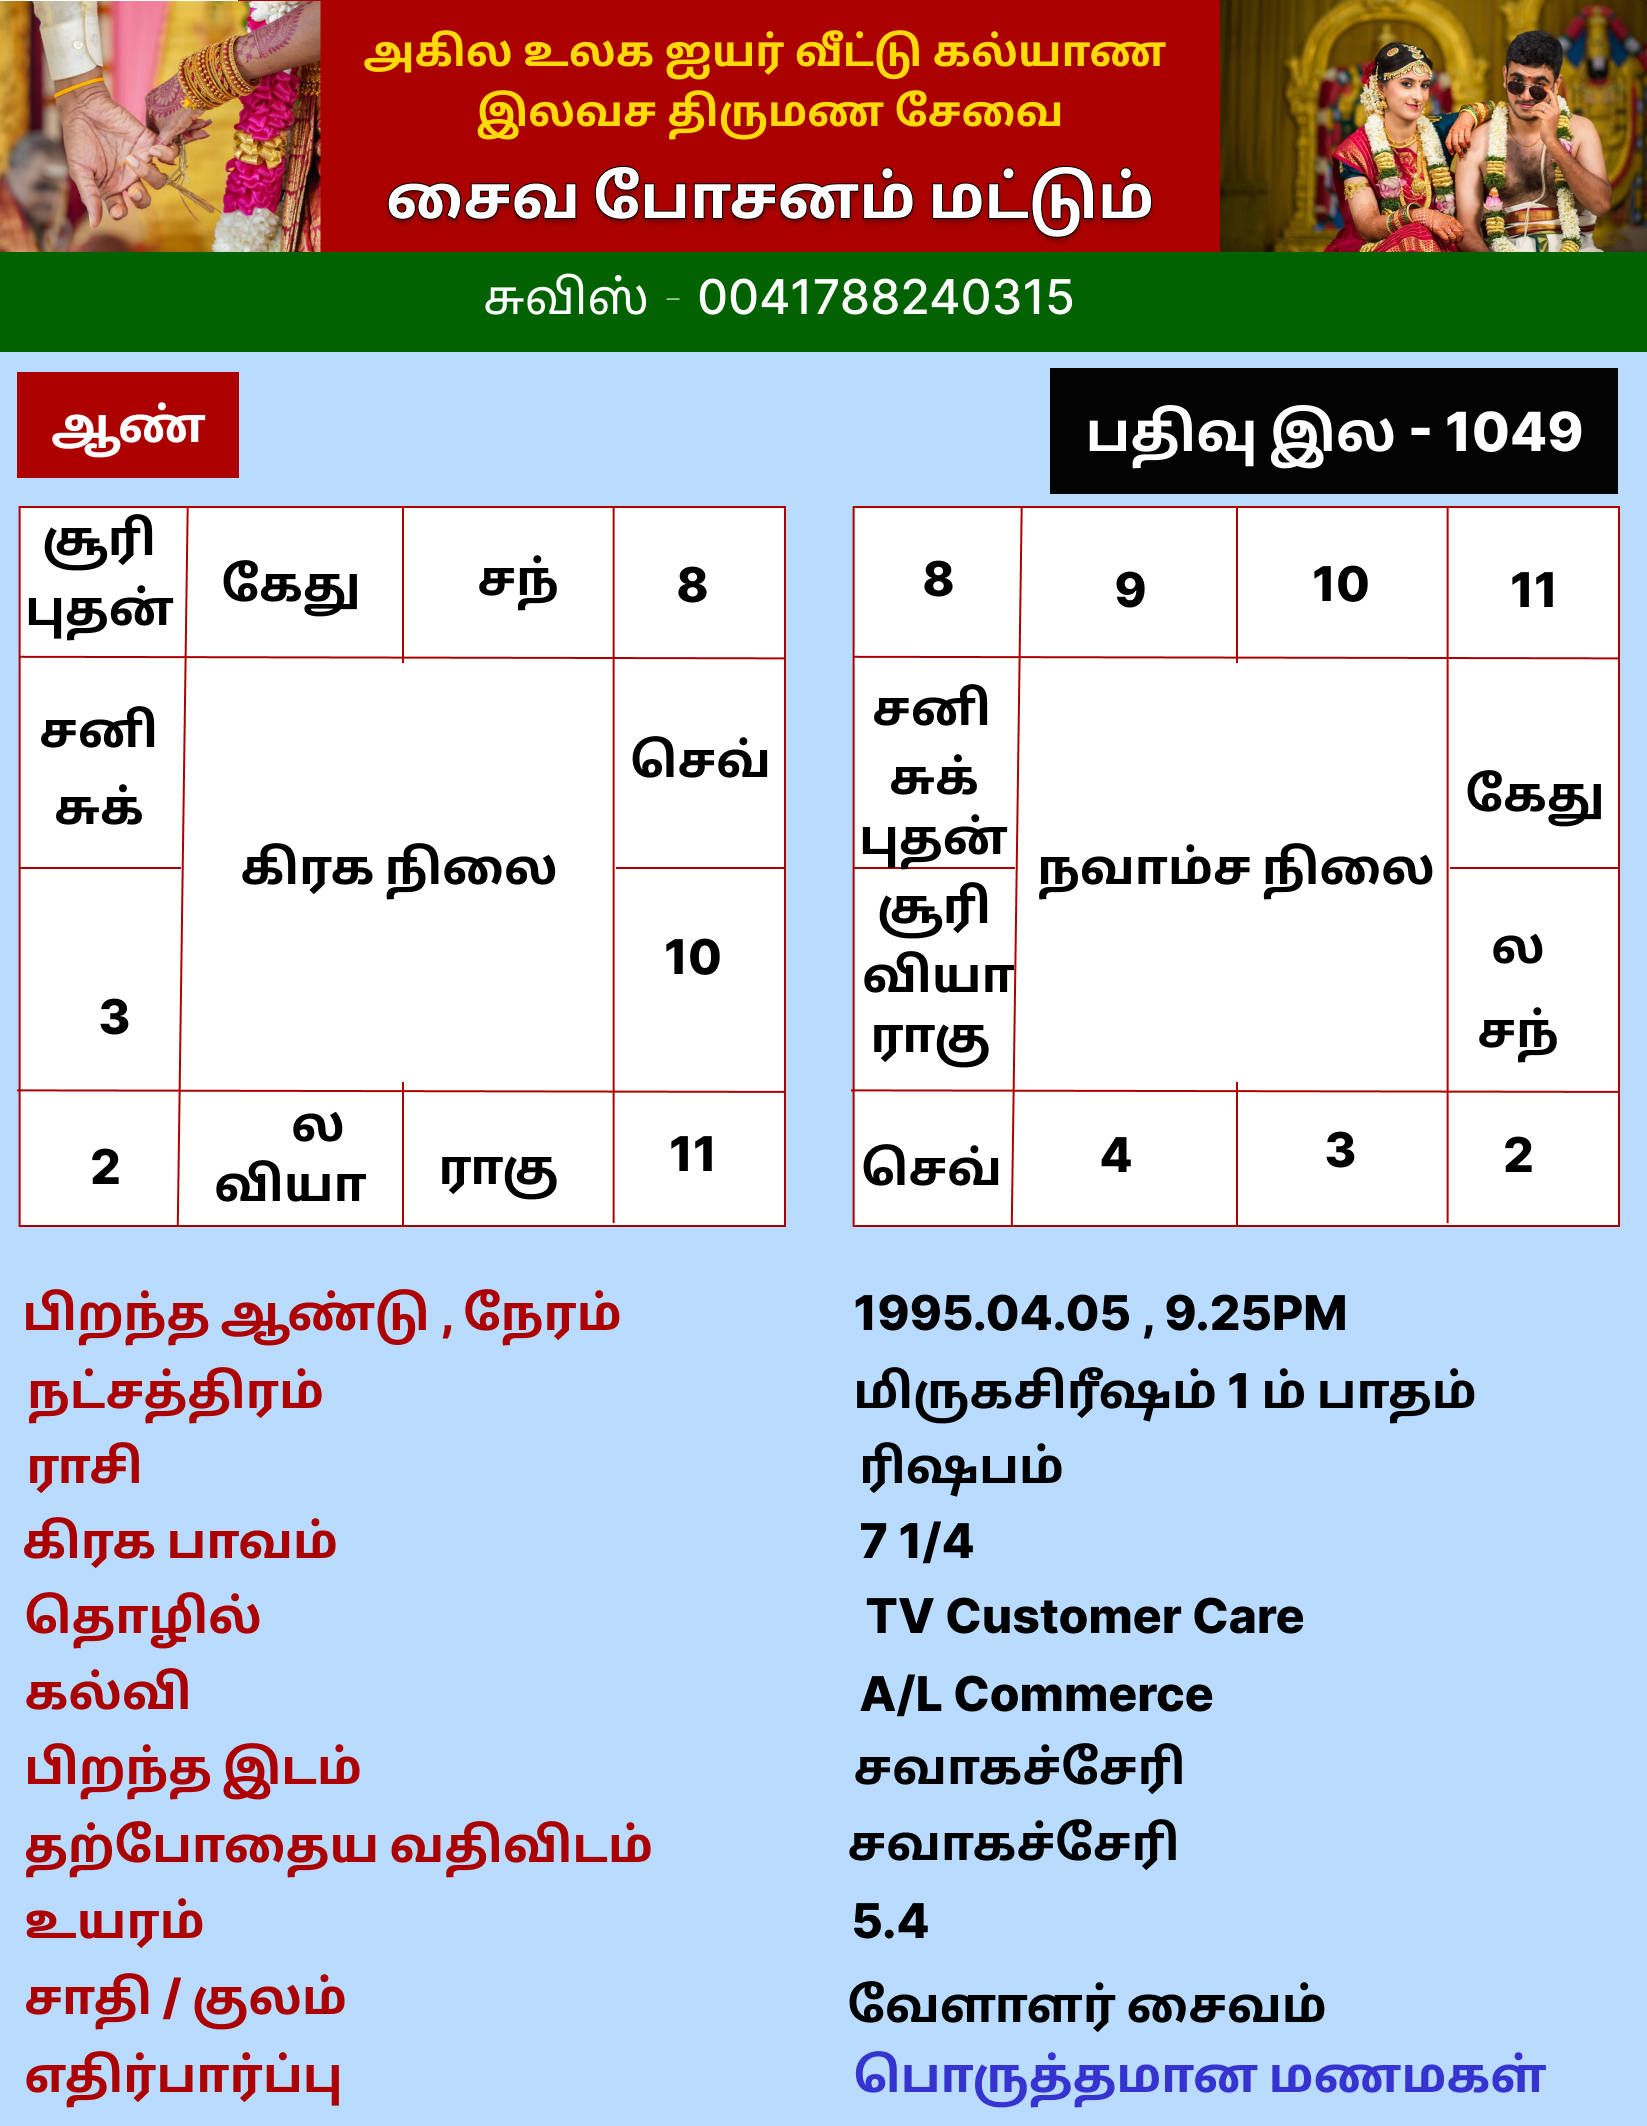 அகில உலக ஐயர் வீட்டு கல்யாண
இலவச திருமண சேவை
சைவ போசனம் மட்டும்
சுவிஸ் - 0041788240315
ஆண்
பதிவு இல - 1049
சூரி
புதன்
கேது
சந்
8
சனி
சுக்
செவ்
கிரக நிலை
3
10
2
ல
வியா
ராகு
11
8
9
10
11
சனி
சுக்
புதன்
கேது
நவாம்ச நிலை
சூரி
வியா
ராகு
ல
சந்
செவ்
4
3
2
பிறந்த ஆண்டு , நேரம் 1995.04.05 , 9.25PM
நட்சத்திரம் மிருகசிரீஷம் 1 ம் பாதம்
ராசி ரிஷபம்
கிரக பாவம் 7 1/4
தொழில் TV Customer Care
கல்வி A/L Commerce
பிறந்த இடம் சவாகச்சேரி
தற்போதைய வதிவிடம் சவாகச்சேரி
உயரம் 5.4
சாதி / குலம் வேளாளர் சைவம்
எதிர்பார்ப்பு பொருத்தமான மணமகள்